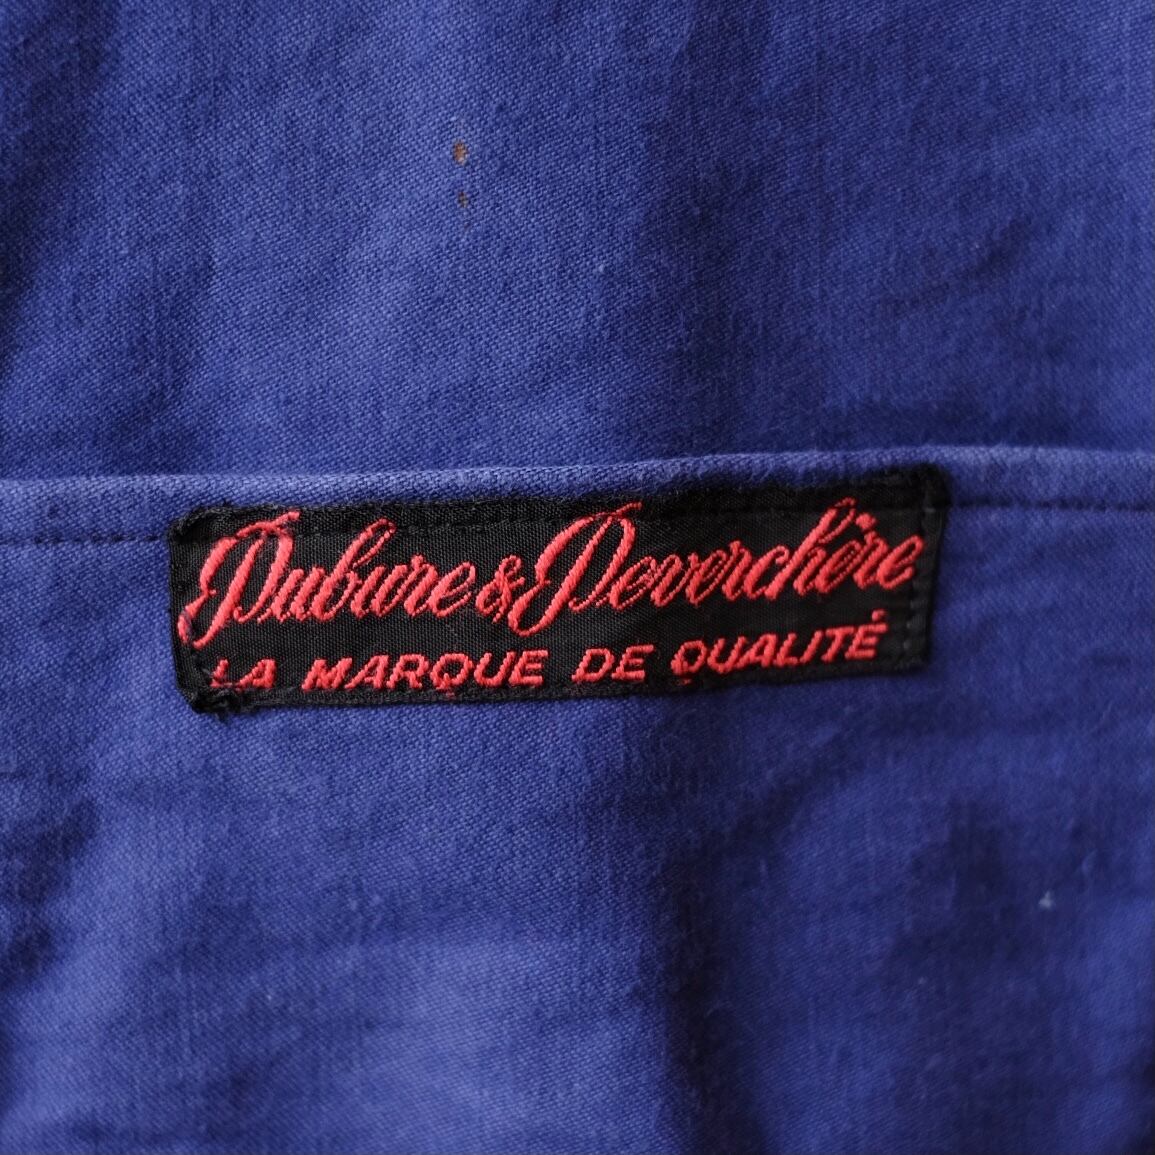 Dubure & Deverchère
LA MARQUE DE QUALITÉ